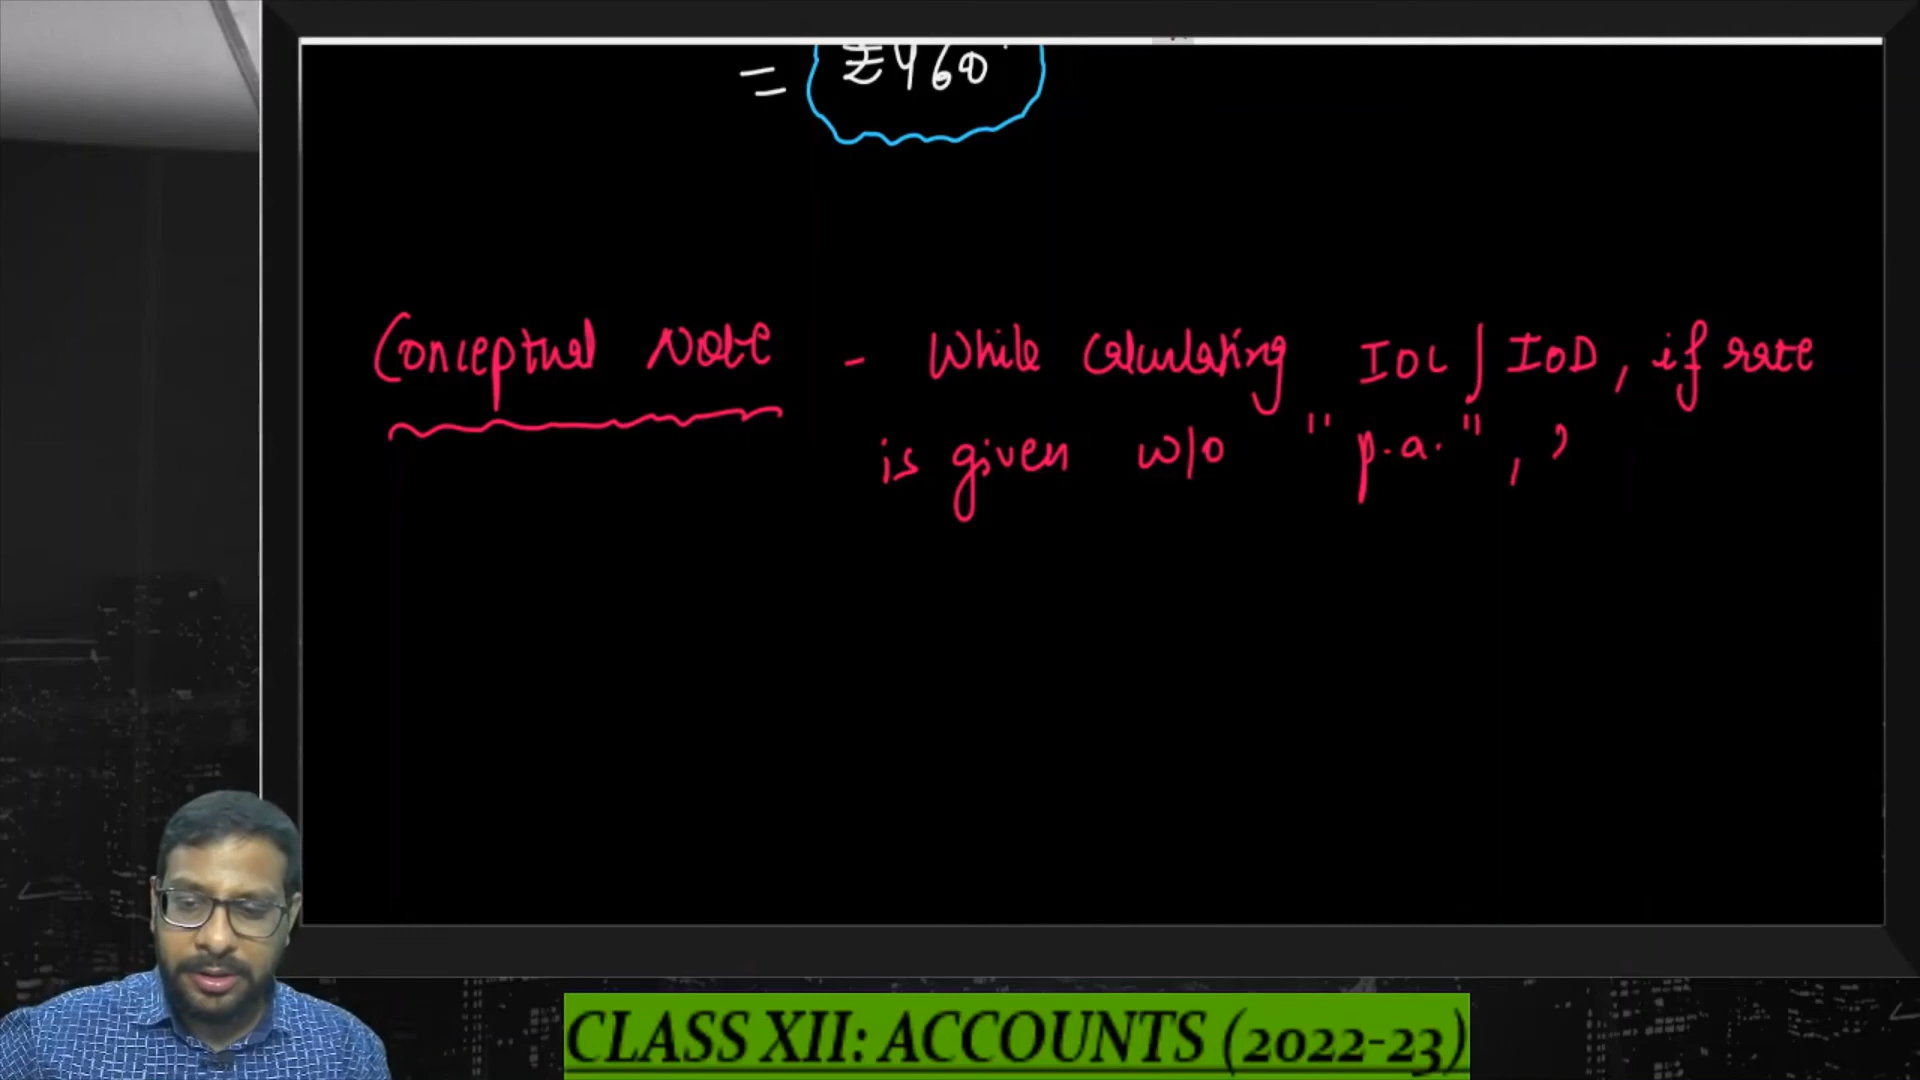 = ₹460
Conceptual Note - While Calculating IOC / IOD, if rate
is given w/o "p.a.",
CLASS XII: ACCOUNTS (2022-23)